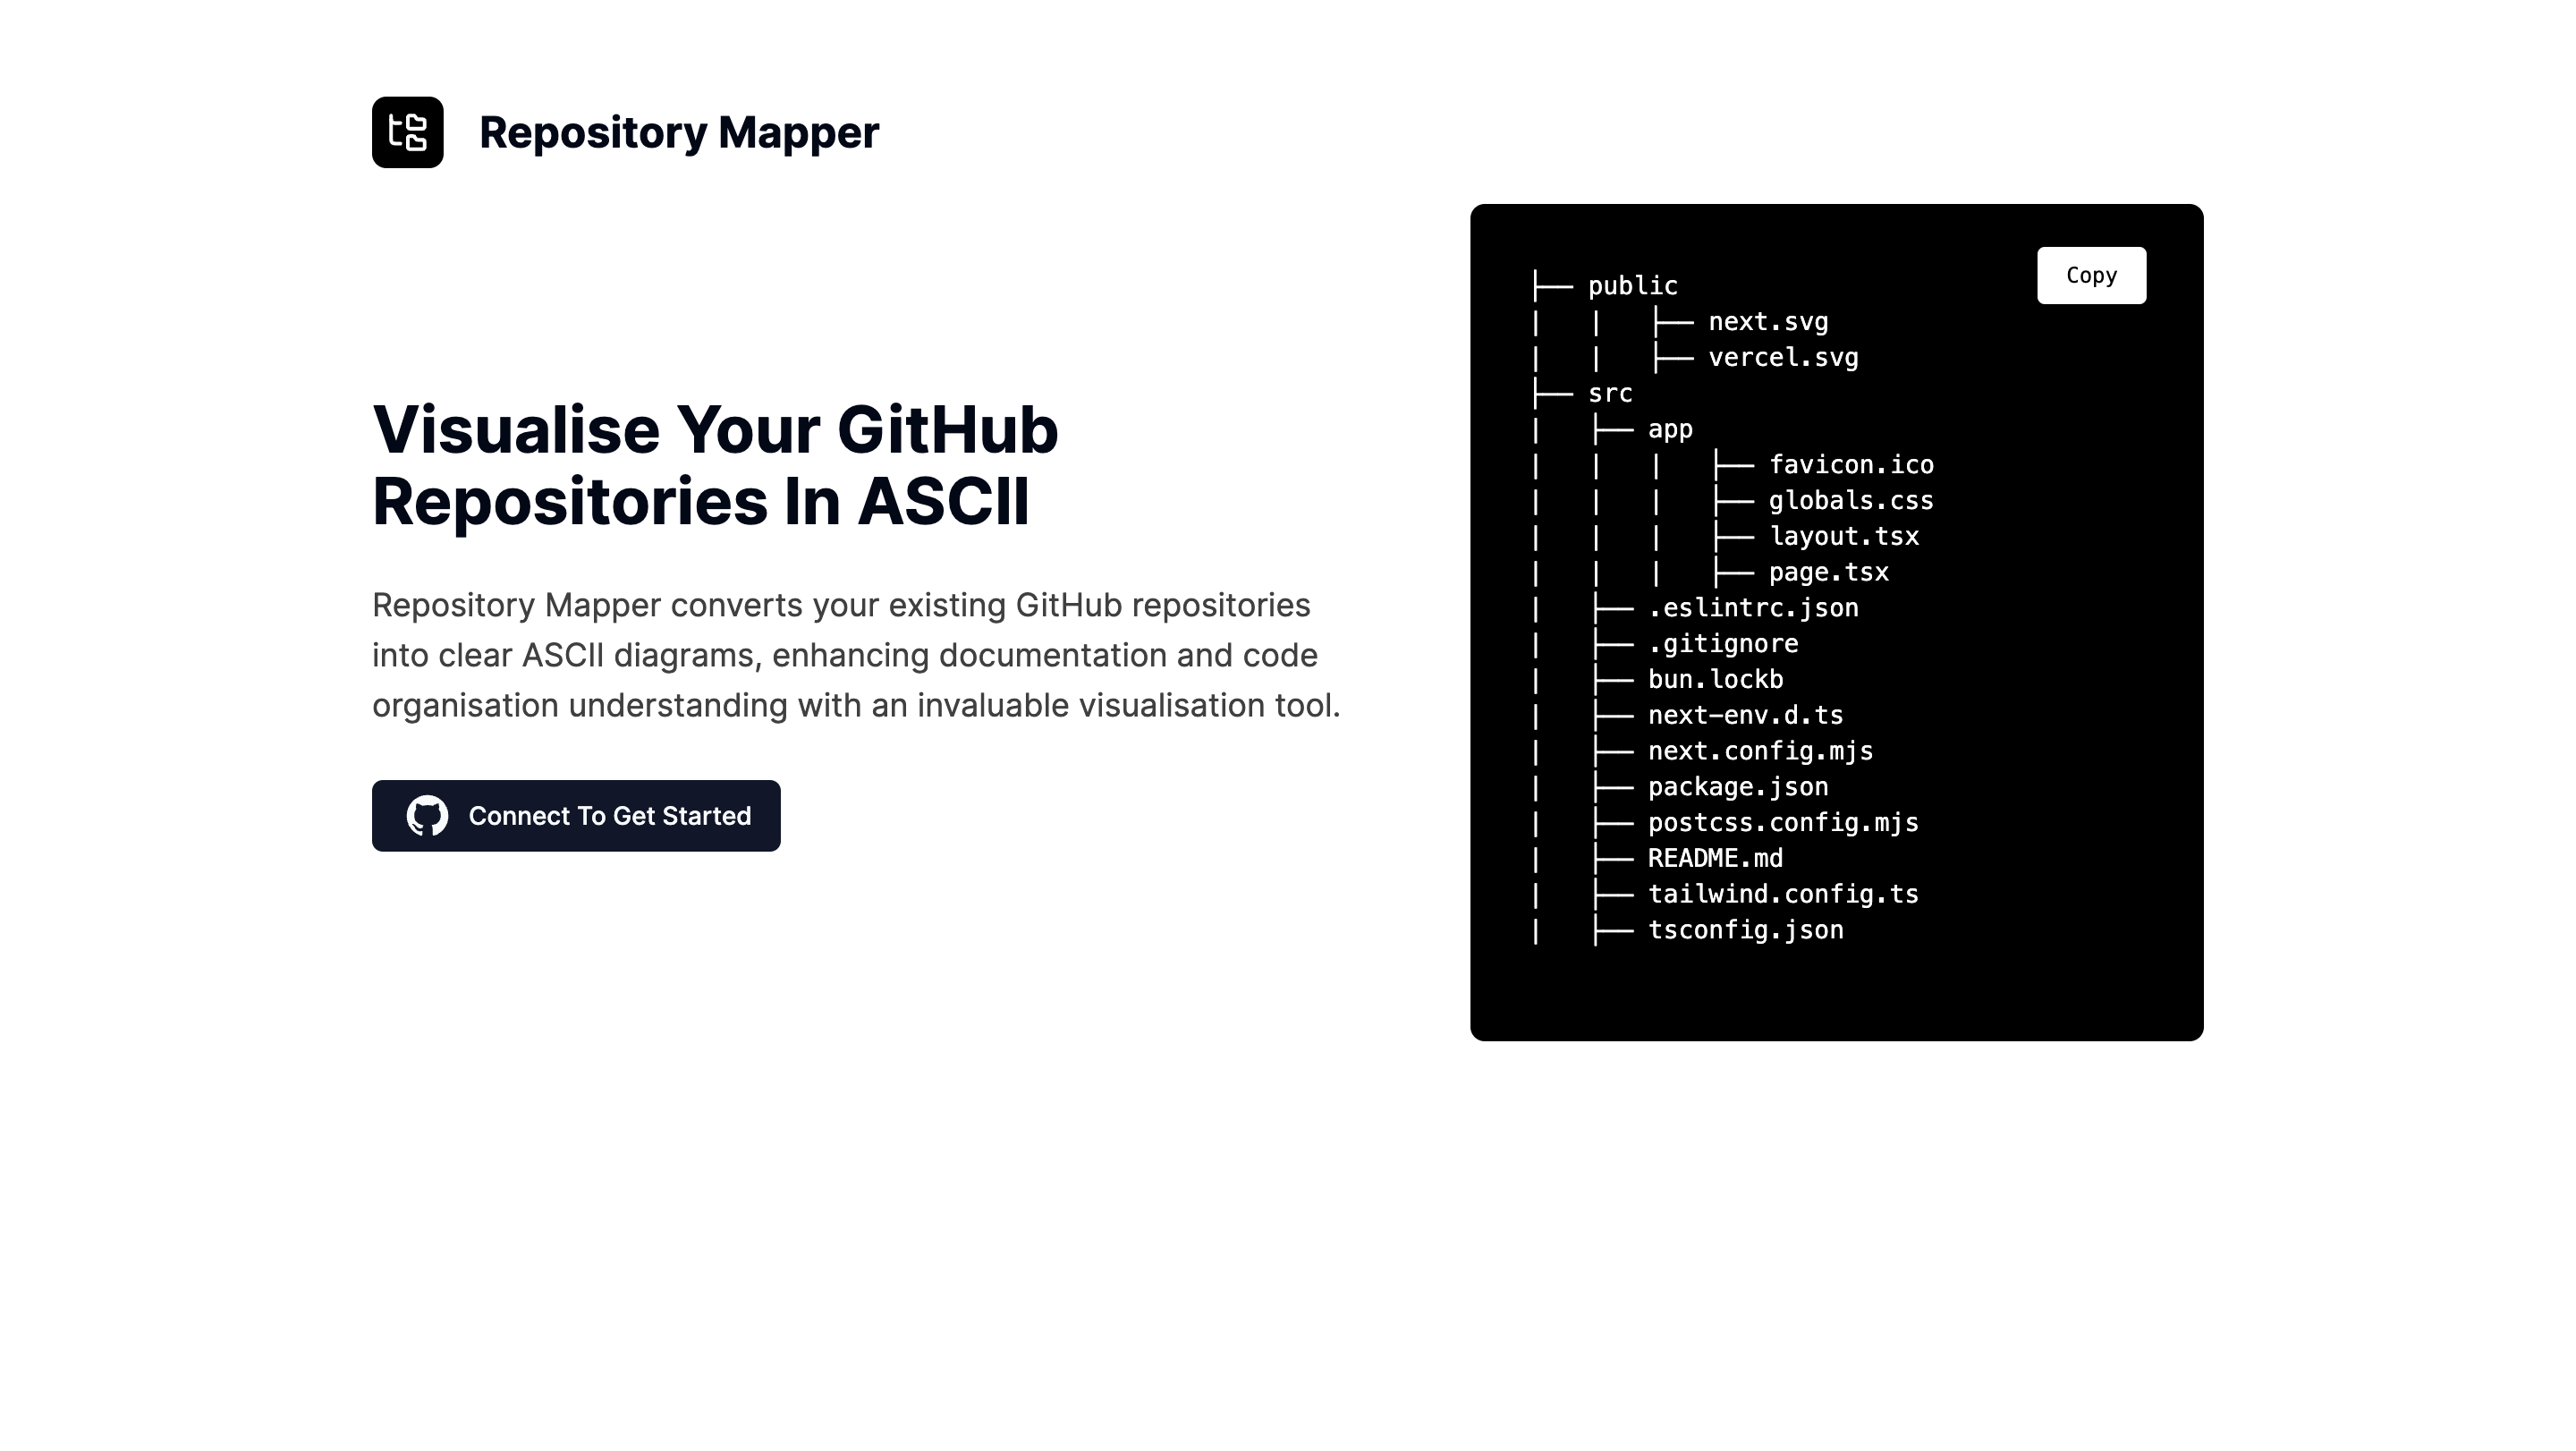 Repository Mapper
Visualise Your GitHub
Repositories In ASCII
Repository Mapper converts your existing GitHub repositories
into clear ASCII diagrams, enhancing documentation and code
organisation understanding with an invaluable visualisation tool.
Connect To Get Started
Copy
├── public
|   |   ├── next.svg
|   |   ├── vercel.svg
├── src
|   ├── app
|   |   |   ├── favicon.ico
|   |   |   ├── globals.css
|   |   |   ├── layout.tsx
|   |   |   ├── page.tsx
|   ├── .eslintrc.json
|   ├── .gitignore
|   ├── bun.lockb
|   ├── next-env.d.ts
|   ├── next.config.mjs
|   ├── package.json
|   ├── postcss.config.mjs
|   ├── README.md
|   ├── tailwind.config.ts
|   ├── tsconfig.json